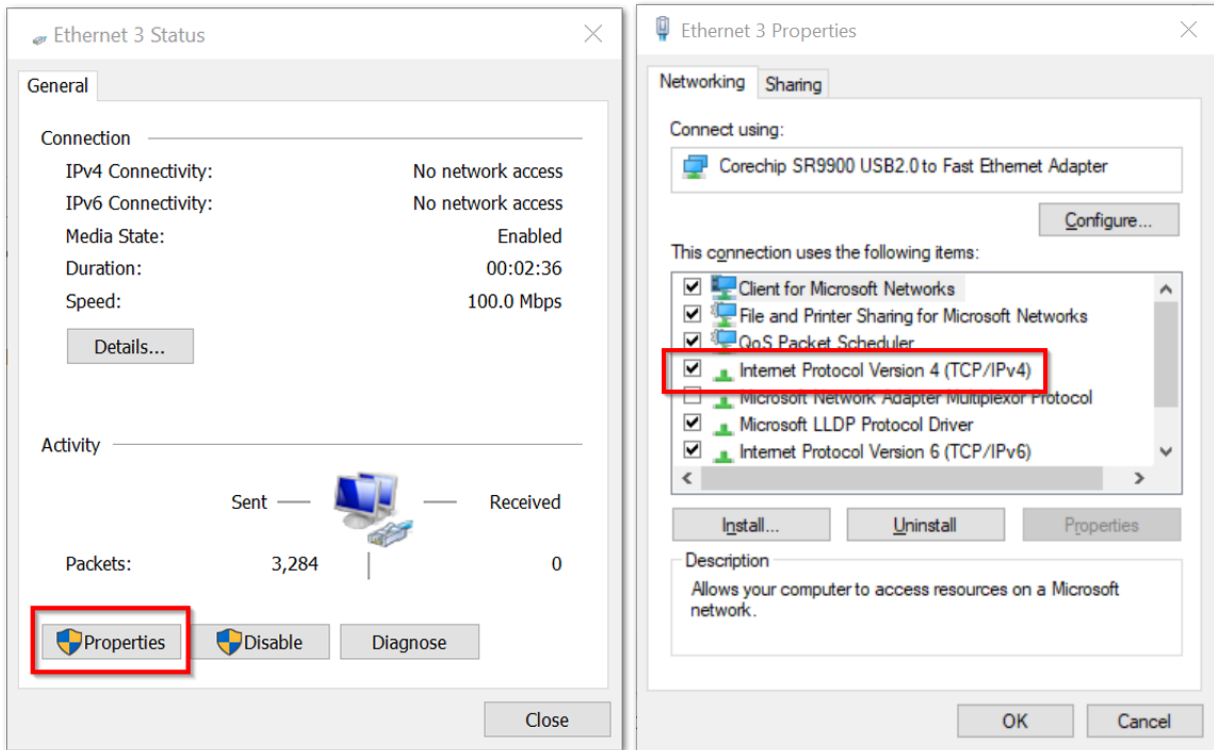 Ethernet 3 Status
General
Connection
IPv4 Connectivity: No network access
IPv6 Connectivity: No network access
Media State: Enabled
Duration: 00:02:36
Speed: 100.0 Mbps
Details...
Activity
Sent Received
Packets: 3,284 0
Properties Disable Diagnose
Close
Ethernet 3 Properties
Networking Sharing
Connect using:
Corechip SR9900 USB2.0 to Fast Ethernet Adapter
Configure...
This connection uses the following items:
Client for Microsoft Networks
File and Printer Sharing for Microsoft Networks
QoS Packet Scheduler
Internet Protocol Version 4 (TCP/IPv4)
Microsoft Network Adapter Multiplexor Protocol
Microsoft LLDP Protocol Driver
Internet Protocol Version 6 (TCP/IPv6)
Install... Uninstall Properties
Description
Allows your computer to access resources on a Microsoft
network.
OK Cancel